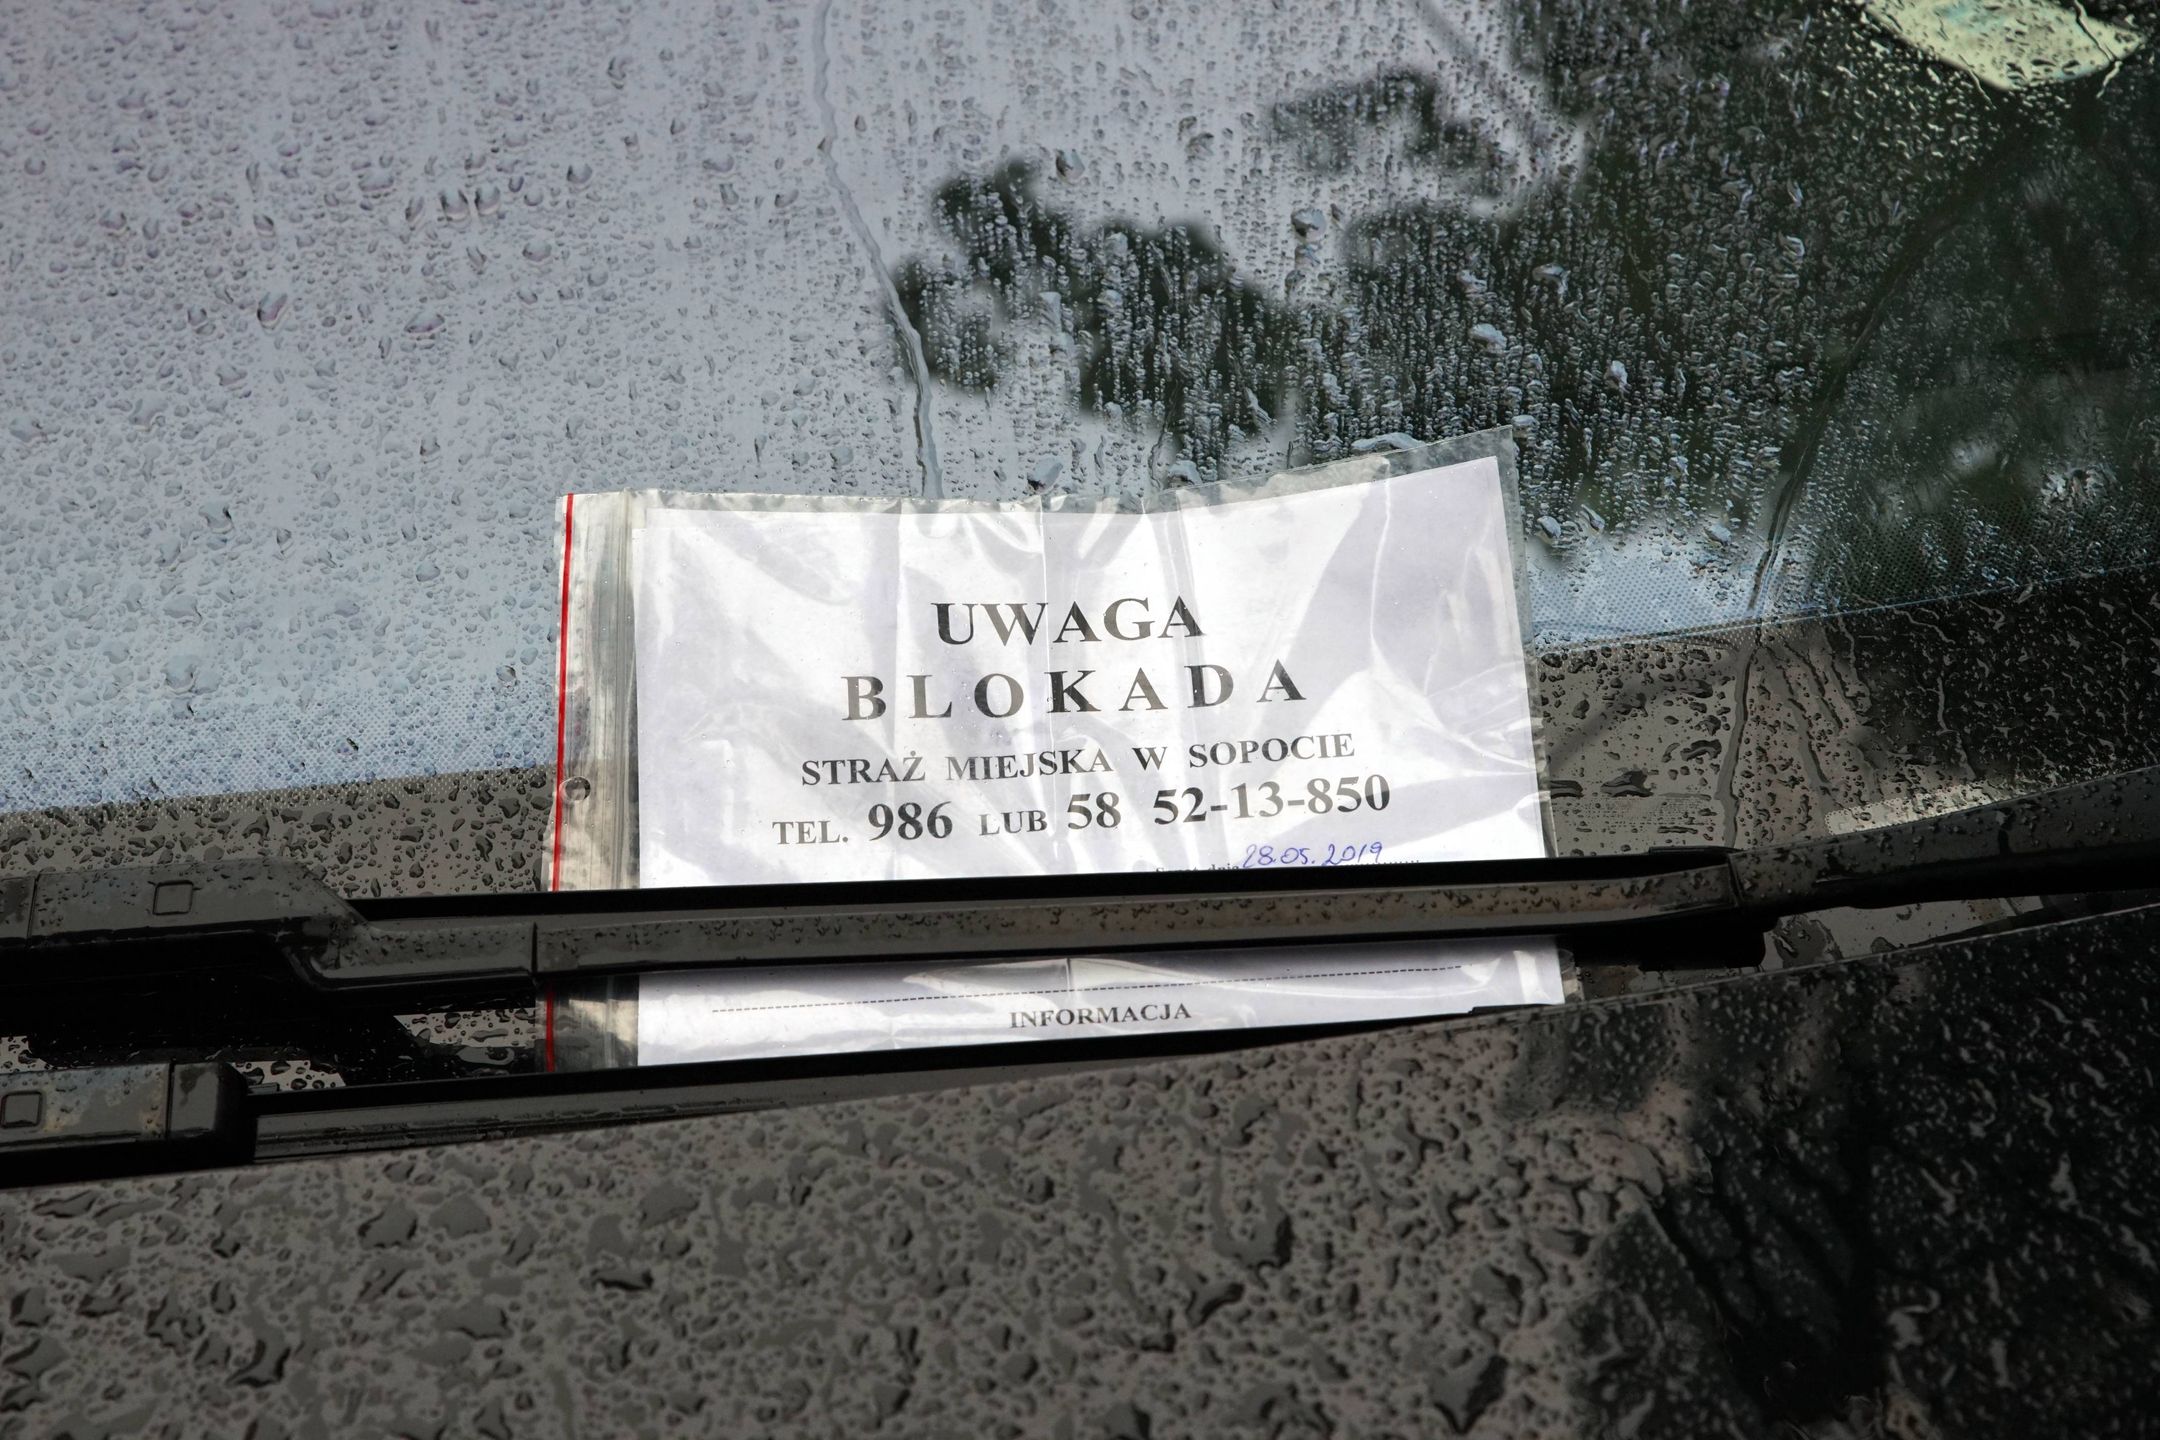 UWAGA
BLOKADA
STRAŻ MIEJSKA W SOPOCIE
TEL. 986 LUB 58 52-13-850
28.05.2019
INFORMACJA